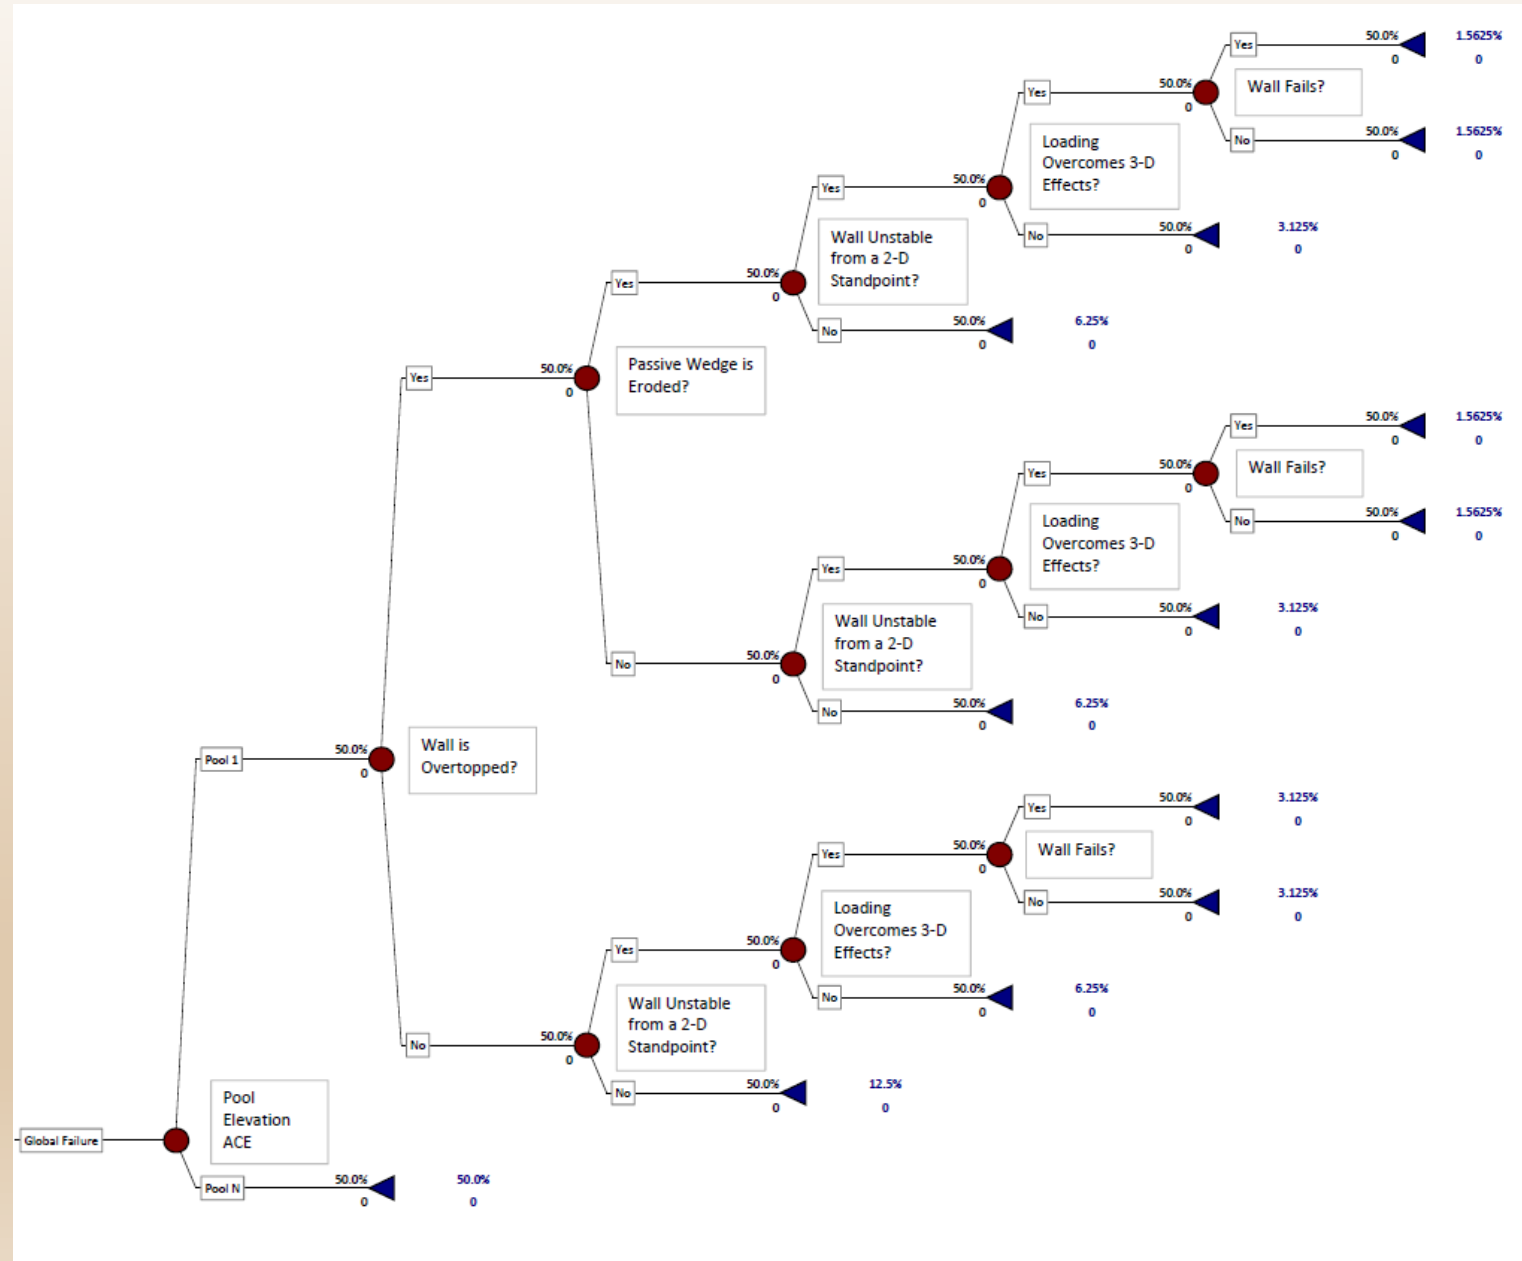 Yes
50.0%
0
1.5625%
0
50.0%
0
Wall Fails?
Yes
No
50.0%
0
1.5625%
0
Loading
Overcomes 3-D
Effects?
50.0%
0
Yes
No
50.0%
0
3.125%
0
Wall Unstable
from a 2-D
Standpoint?
50.0%
0
Yes
No
50.0%
0
6.25%
0
Passive Wedge is
Eroded?
50.0%
0
Yes
Yes
50.0%
0
1.5625%
0
50.0%
0
Wall Fails?
Yes
No
50.0%
0
1.5625%
0
Loading
Overcomes 3-D
Effects?
50.0%
0
Yes
No
50.0%
0
3.125%
0
Wall Unstable
from a 2-D
Standpoint?
No
50.0%
0
No
50.0%
0
6.25%
0
Wall is
Overtopped?
Pool 1
50.0%
0
Yes
50.0%
0
3.125%
0
Yes
50.0%
0
Wall Fails?
No
50.0%
0
3.125%
0
Loading
Overcomes 3-D
Effects?
Yes
50.0%
0
No
50.0%
0
6.25%
0
Wall Unstable
from a 2-D
Standpoint?
No
50.0%
0
No
50.0%
0
12.5%
0
Pool
Elevation
ACE
Global Failure
Pool N
50.0%
0
50.0%
0